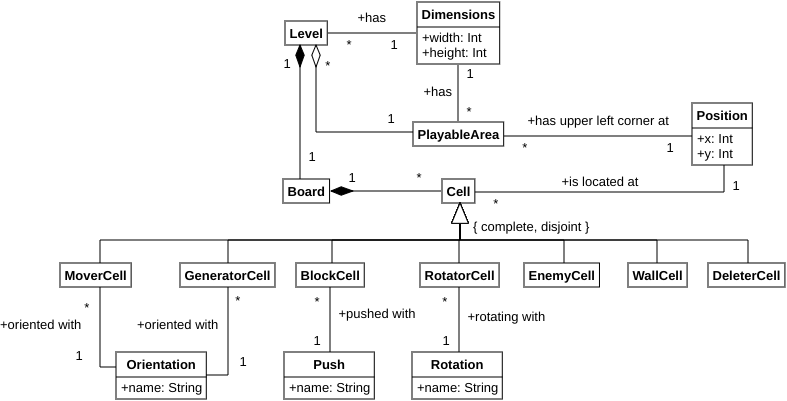 Dimensions
+width: Int
+height: Int
+has
Level
*
1
1
*
1
+has
*
1
PlayableArea
+has upper left corner at
*
1
Position
+x: Int
+y: Int
1
Board
1
*
Cell
+is located at
*
1
{ complete, disjoint }
MoverCell
GeneratorCell
BlockCell
RotatorCell
EnemyCell
WallCell
DeleterCell
*
*
*
*
+oriented with
+oriented with
+pushed with
+rotating with
1
1
1
1
Orientation
+name: String
Push
+name: String
Rotation
+name: String